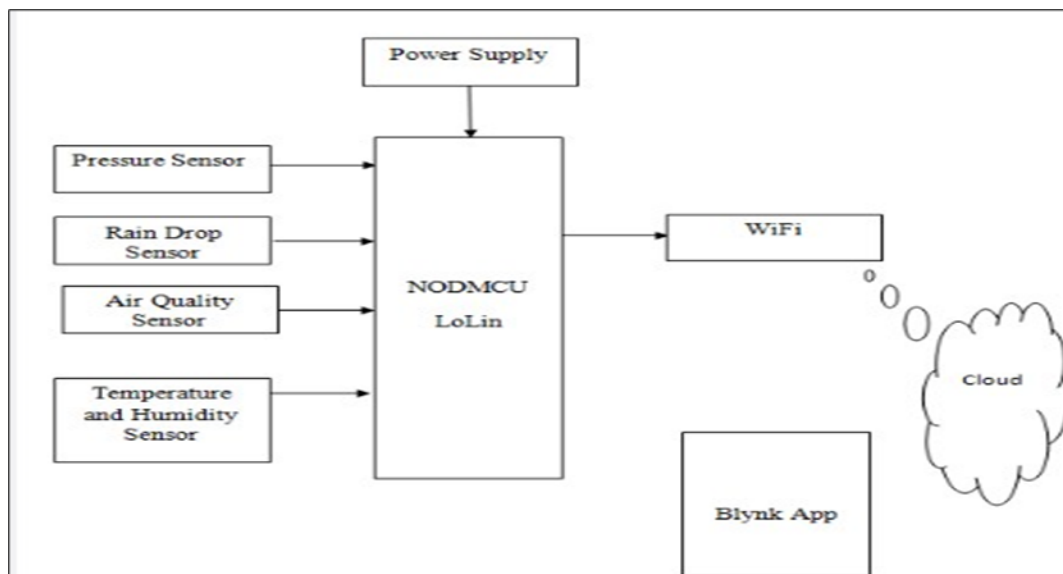 Power Supply
Pressure Sensor
Rain Drop
Sensor
Air Quality
Sensor
Temperature
and Humidity
Sensor
NODMCU
LoLin
WiFi
Cloud
Blynk App